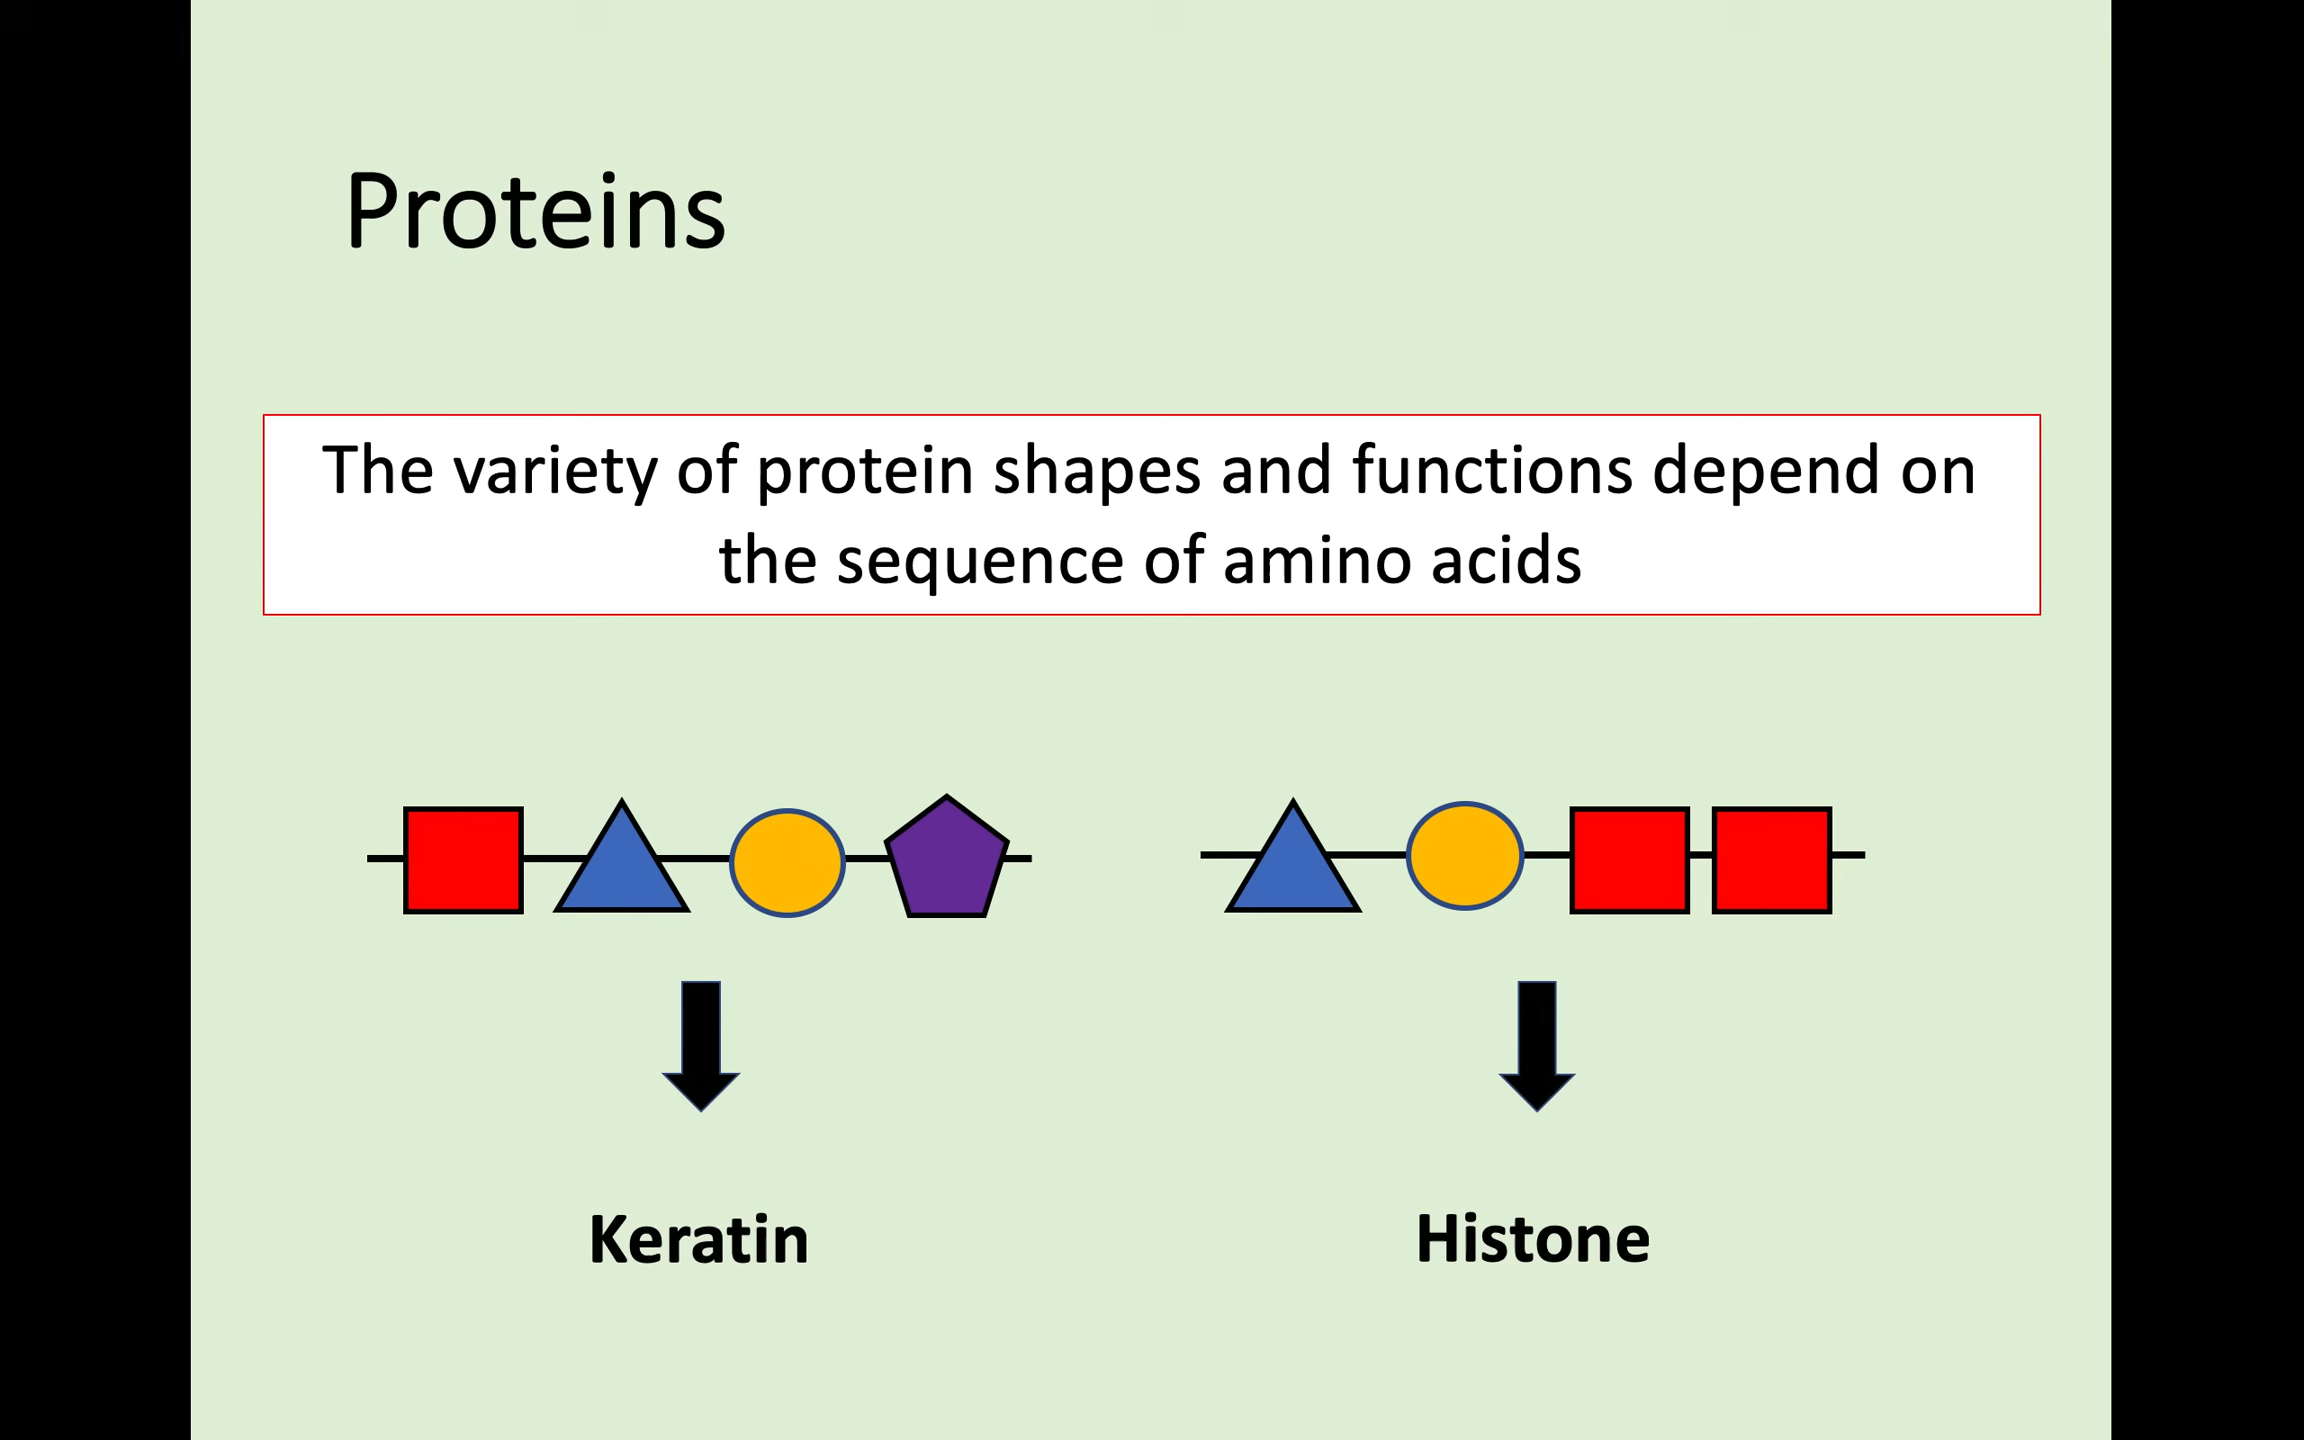 Proteins
The variety of protein shapes and functions depend on
the sequence of amino acids
Keratin
Histone